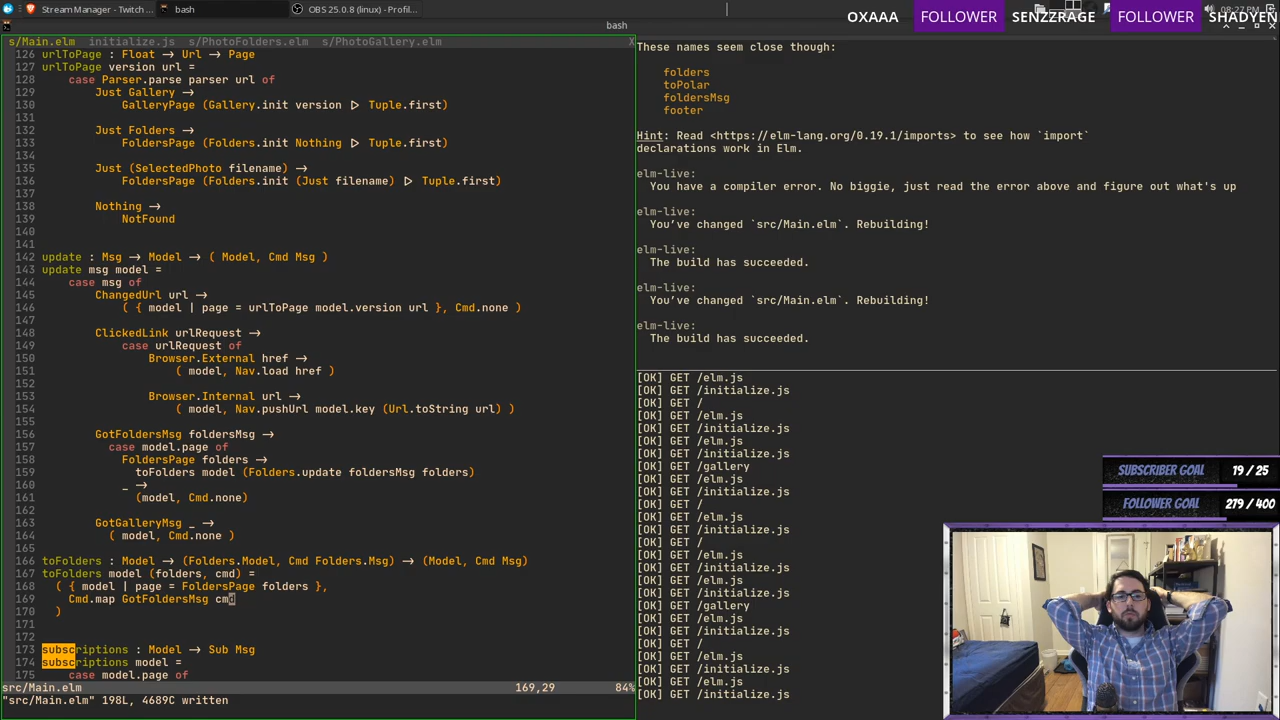 Stream Manager - Twitch ...
bash
OBS 25.0.8 (linux) - Profil...
08:27 PM
bash
OXAAA FOLLOWER SENZZRAGE FOLLOWER SHADYEN
s/Main.elm initialize.js s/PhotoFolders.elm s/PhotoGallery.elm X
126 urlToPage : Float → Url → Page
127 urlToPage version url =
128 case Parser.parse parser url of
129 Just Gallery →
130 GalleryPage (Gallery.init version |> Tuple.first)
131
132 Just Folders →
133 FoldersPage (Folders.init Nothing |> Tuple.first)
134
135 Just (SelectedPhoto filename) →
136 FoldersPage (Folders.init (Just filename) |> Tuple.first)
137
138 Nothing →
139 NotFound
140
141
142 update : Msg → Model → ( Model, Cmd Msg )
143 update msg model =
144 case msg of
145 ChangedUrl url →
146 ( { model | page = urlToPage model.version url }, Cmd.none )
147
148 ClickedLink urlRequest →
149 case urlRequest of
150 Browser.External href →
151 ( model, Nav.load href )
152
153 Browser.Internal url →
154 ( model, Nav.pushUrl model.key (Url.toString url) )
155
156 GotFoldersMsg foldersMsg →
157 case model.page of
158 FoldersPage folders →
159 toFolders model (Folders.update foldersMsg folders)
160 _ →
161 (model, Cmd.none)
162
163 GotGalleryMsg _ →
164 ( model, Cmd.none )
165
166 toFolders : Model → (Folders.Model, Cmd Folders.Msg) → (Model, Cmd Msg)
167 toFolders model (folders, cmd) =
168 ( { model | page = FoldersPage folders },
169 Cmd.map GotFoldersMsg cmd
170 )
171
172
173 subscriptions : Model → Sub Msg
174 subscriptions model =
175 case model.page of
src/Main.elm 169,29 84%
"src/Main.elm" 198L, 4689C written
These names seem close though:
folders
toPolar
foldersMsg
footer
Hint: Read <https://elm-lang.org/0.19.1/imports> to see how `import`
declarations work in Elm.
elm-live:
You have a compiler error. No biggie, just read the error above and figure out what's up
elm-live:
You’ve changed `src/Main.elm`. Rebuilding!
elm-live:
The build has succeeded.
elm-live:
You’ve changed `src/Main.elm`. Rebuilding!
elm-live:
The build has succeeded.
[OK] GET /elm.js
[OK] GET /initialize.js
[OK] GET /
[OK] GET /elm.js
[OK] GET /initialize.js
[OK] GET /elm.js
[OK] GET /initialize.js
[OK] GET /gallery
[OK] GET /elm.js
[OK] GET /initialize.js
[OK] GET /
[OK] GET /elm.js
[OK] GET /initialize.js
[OK] GET /
[OK] GET /elm.js
[OK] GET /initialize.js
[OK] GET /elm.js
[OK] GET /initialize.js
[OK] GET /gallery
[OK] GET /elm.js
[OK] GET /initialize.js
[OK] GET /
[OK] GET /elm.js
[OK] GET /initialize.js
[OK] GET /elm.js
[OK] GET /initialize.js
SUBSCRIBER GOAL 19 / 25
FOLLOWER GOAL 279 / 400